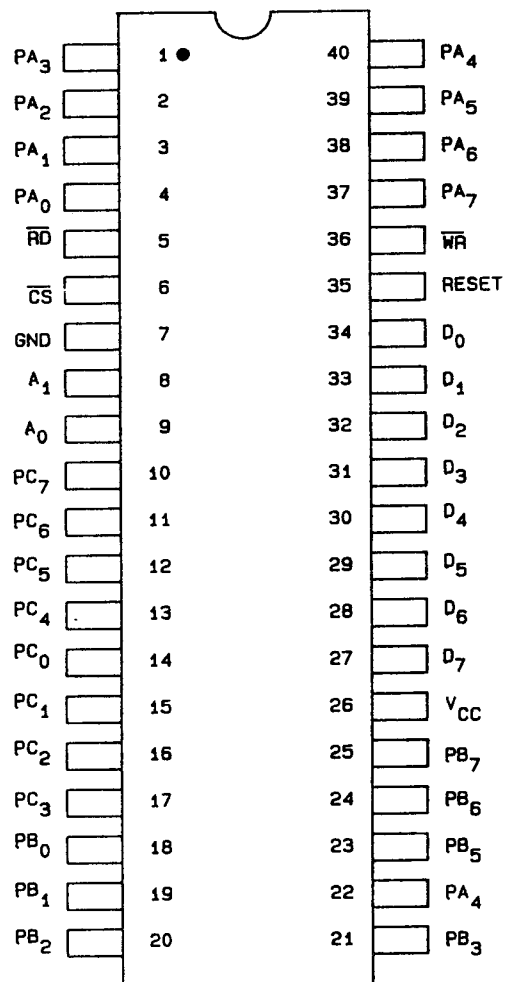 PA3 1 40 PA4
PA2 2 39 PA5
PA1 3 38 PA6
PA0 4 37 PA7
R̅D̅ 5 36 W̅R̅
C̅S̅ 6 35 RESET
GND 7 34 D0
A1 8 33 D1
A0 9 32 D2
PC7 10 31 D3
PC6 11 30 D4
PC5 12 29 D5
PC4 13 28 D6
PC0 14 27 D7
PC1 15 26 VCC
PC2 16 25 PB7
PC3 17 24 PB6
PB0 18 23 PB5
PB1 19 22 PA4
PB2 20 21 PB3